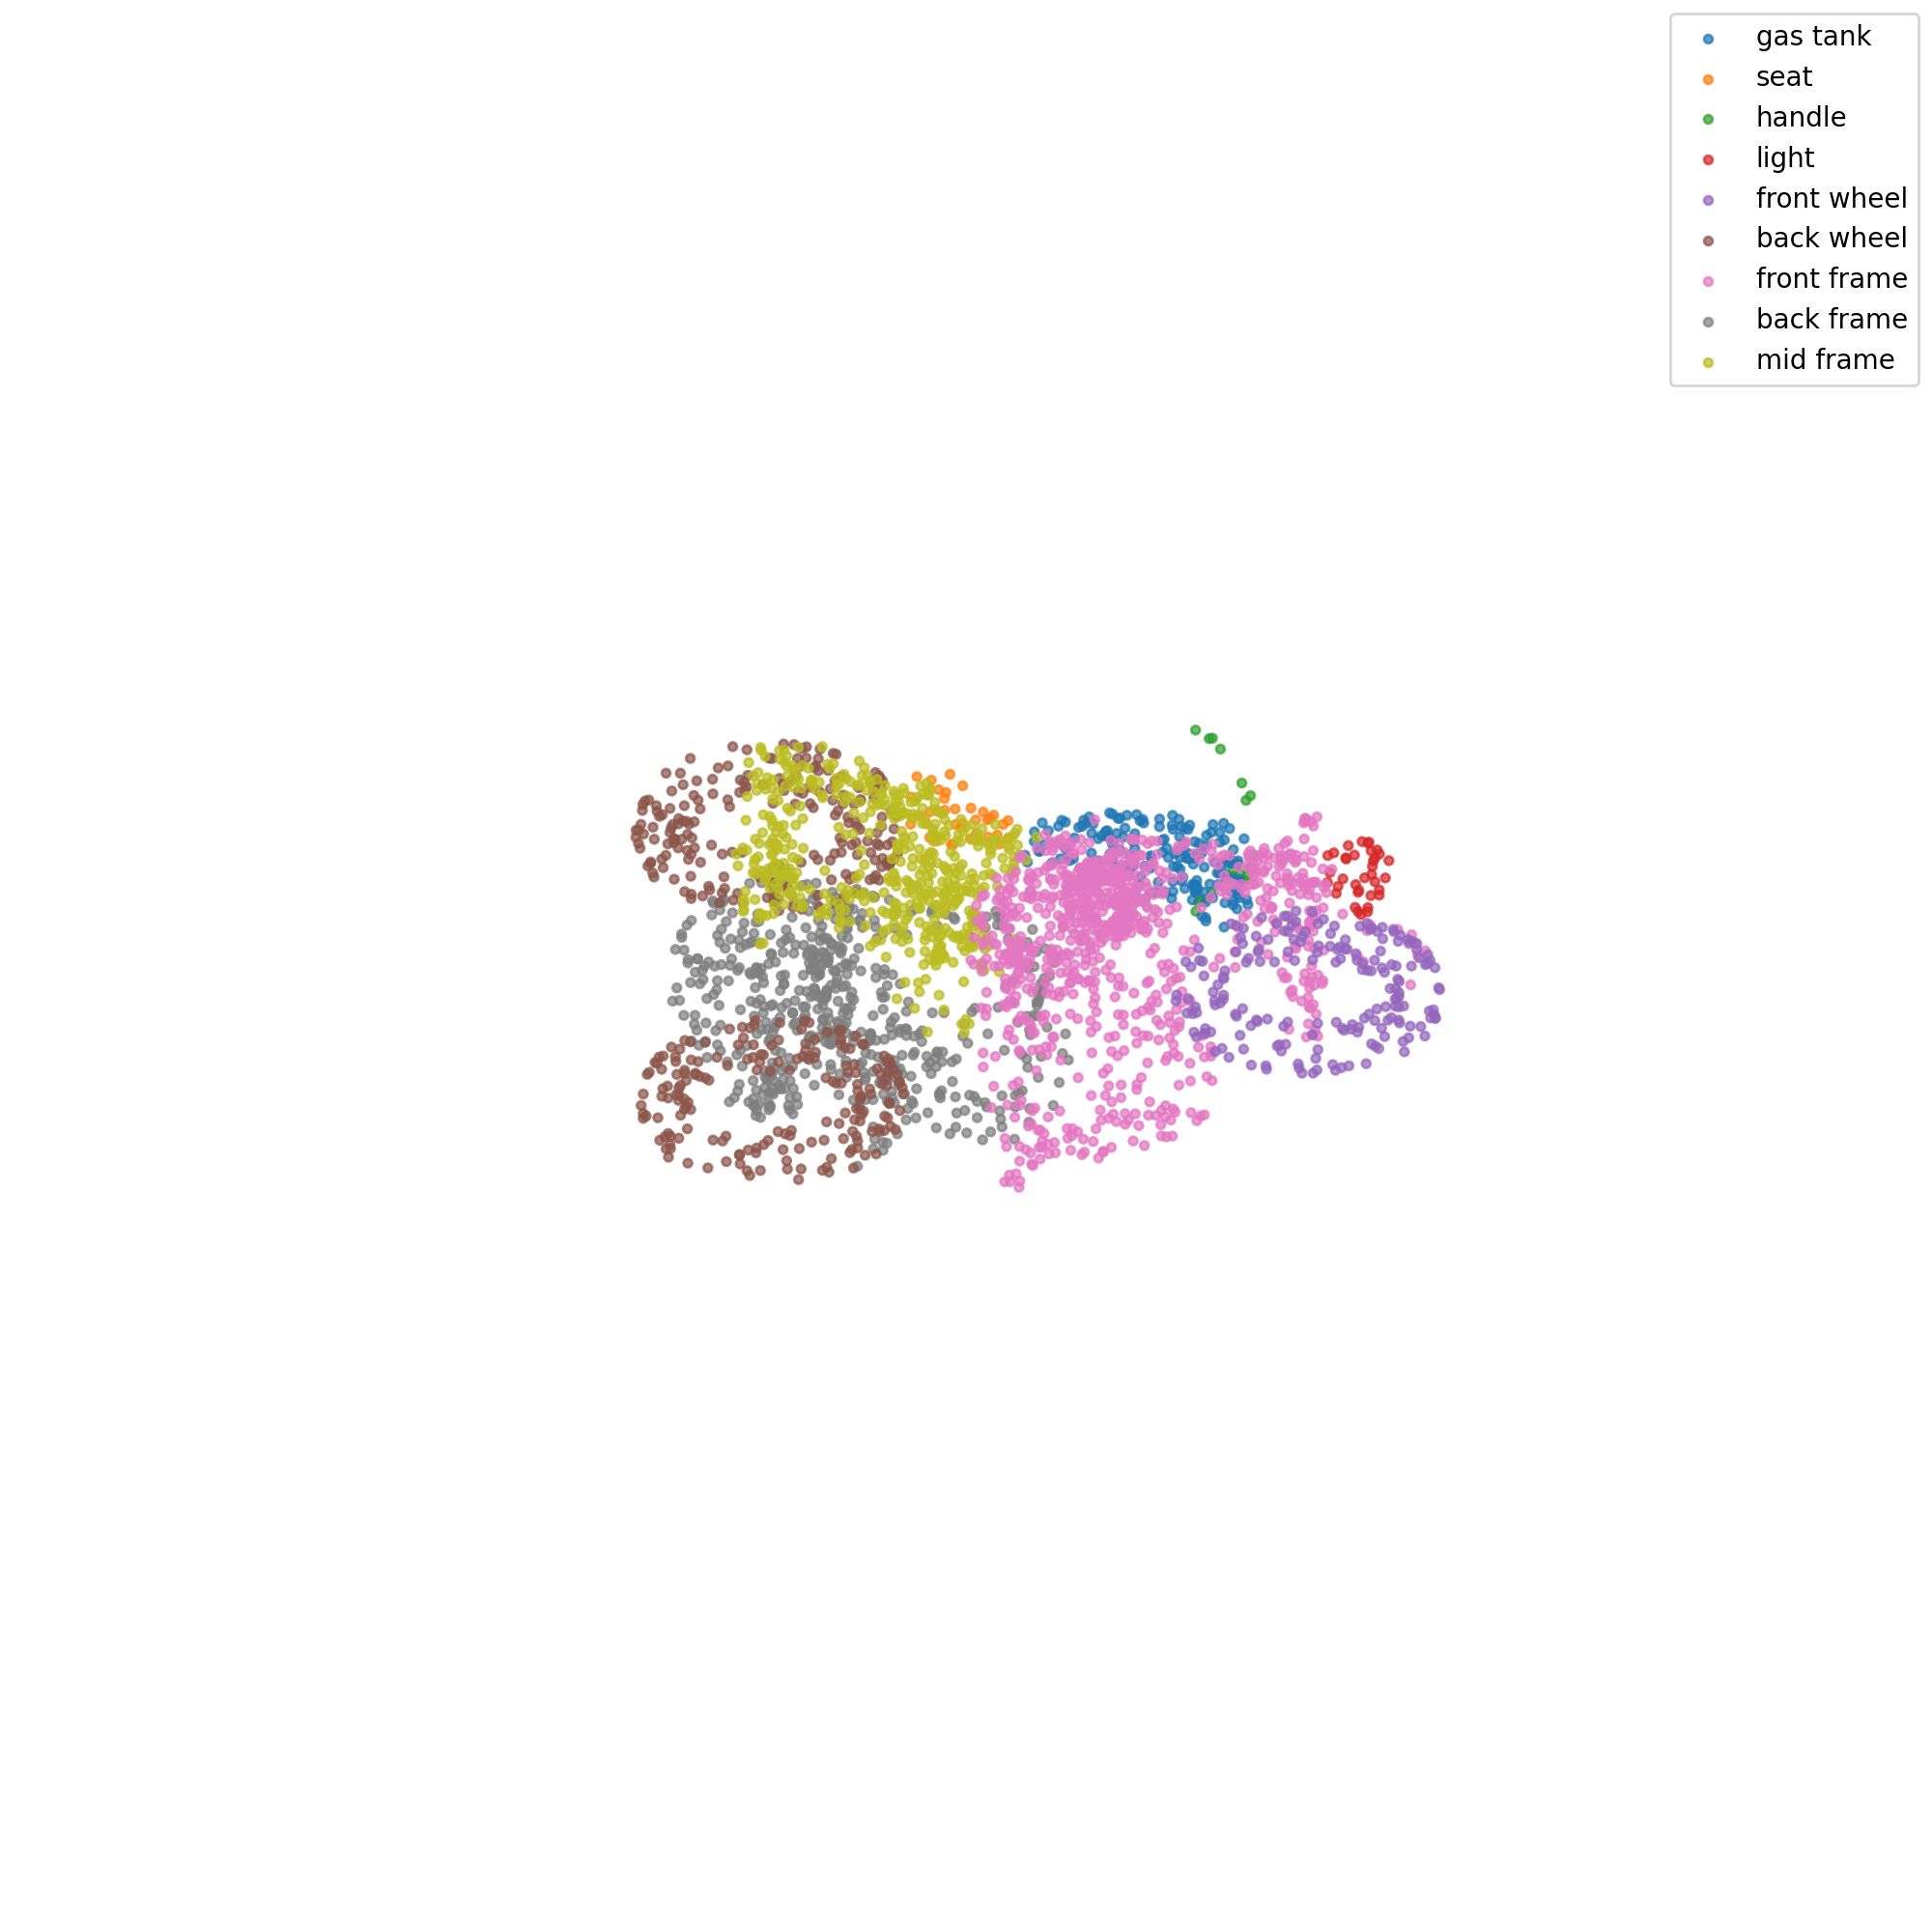 gas tank
seat
handle
light
front wheel
back wheel
front frame
back frame
mid frame